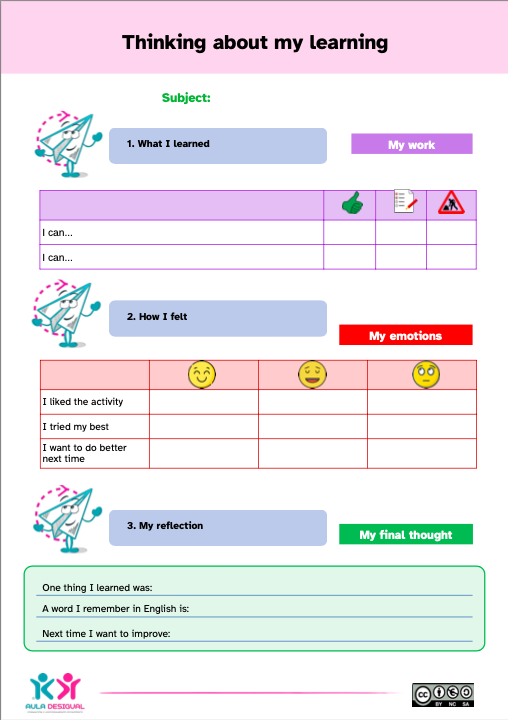 Thinking about my learning
Subject:
1. What I learned
My work
I can...
I can...
2. How I felt
My emotions
I liked the activity
I tried my best
I want to do better
next time
3. My reflection
My final thought
One thing I learned was:
A word I remember in English is:
Next time I want to improve:
AULA DESIGUAL
cc
BY NC SA